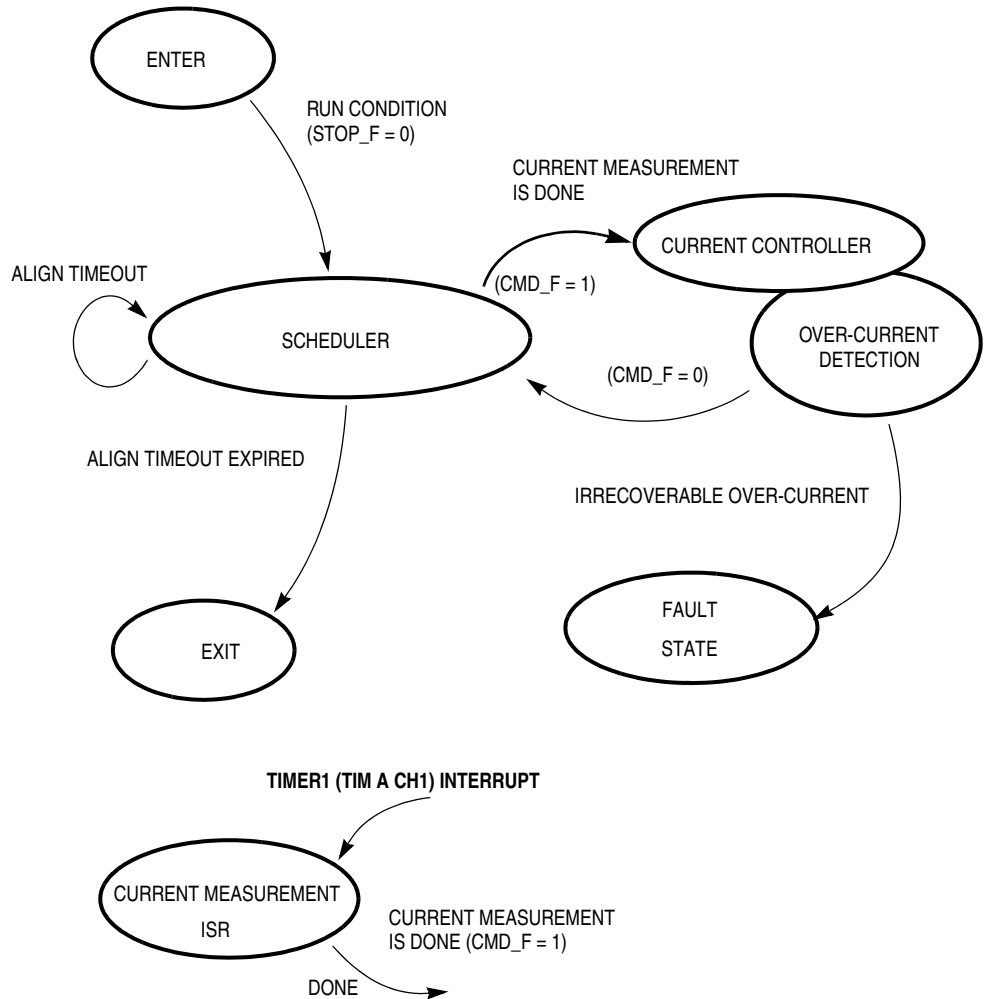 ENTER
RUN CONDITION
(STOP_F = 0)
CURRENT MEASUREMENT
IS DONE
CURRENT CONTROLLER
ALIGN TIMEOUT
(CMD_F = 1)
SCHEDULER
OVER-CURRENT
DETECTION
(CMD_F = 0)
ALIGN TIMEOUT EXPIRED
IRRECOVERABLE OVER-CURRENT
FAULT
STATE
EXIT
TIMER1 (TIM A CH1) INTERRUPT
CURRENT MEASUREMENT
ISR
CURRENT MEASUREMENT
IS DONE (CMD_F = 1)
DONE